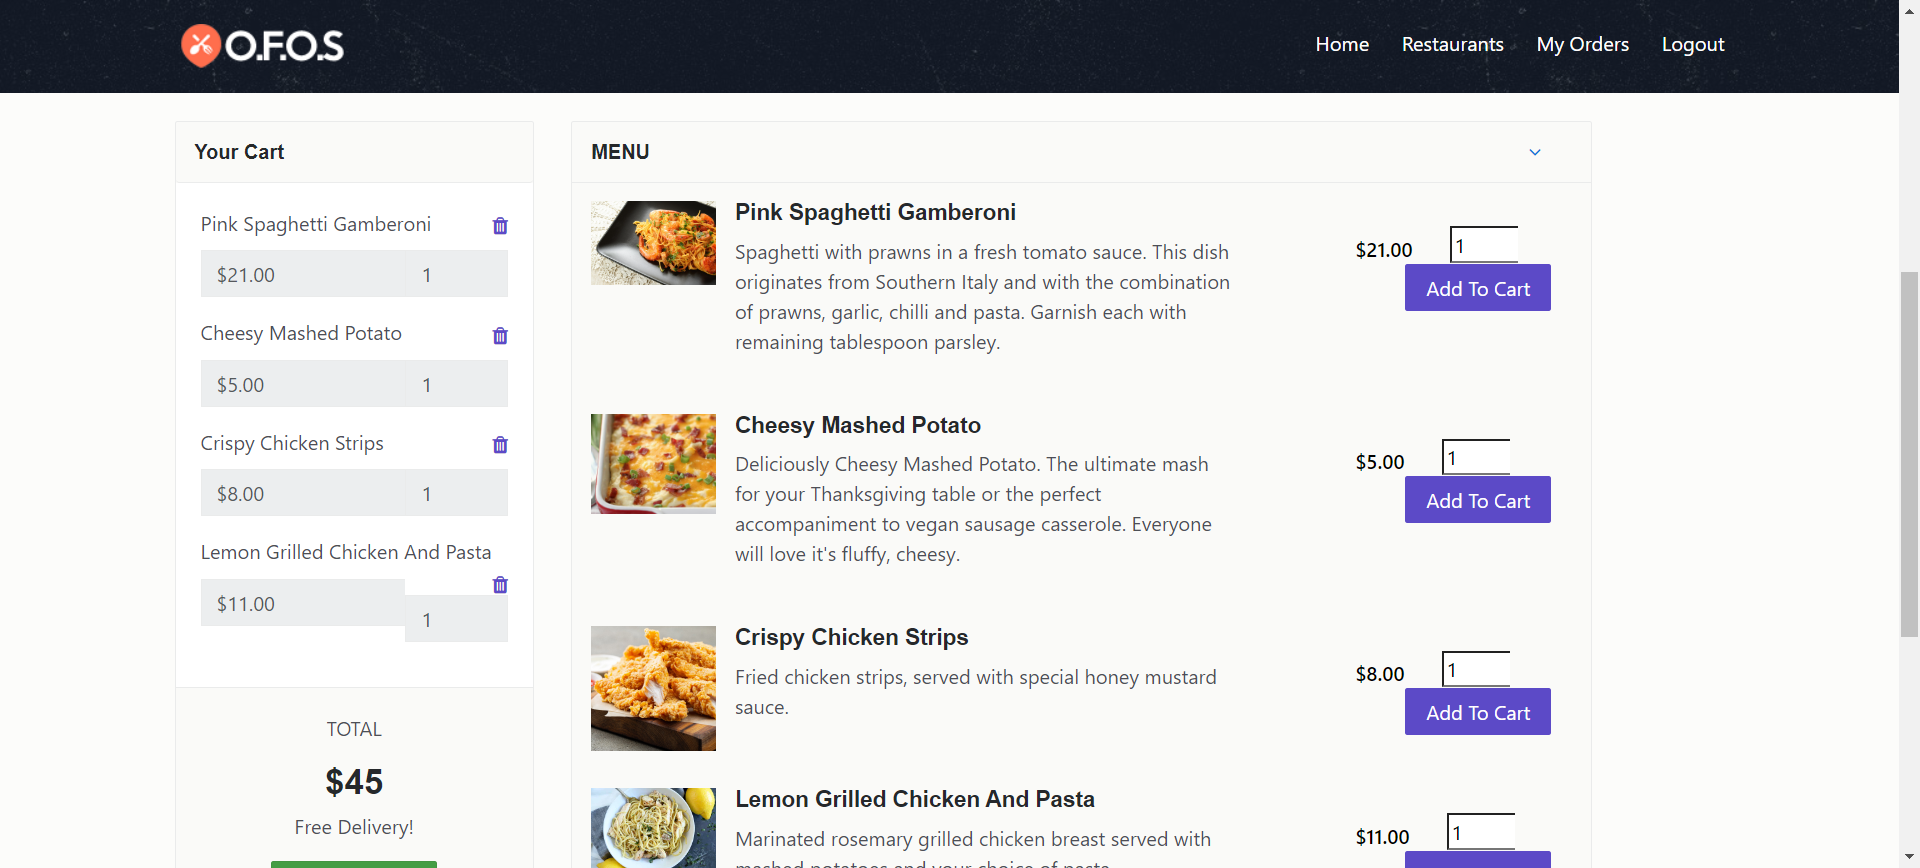 O.F.O.S
Home Restaurants My Orders Logout
Your Cart
Pink Spaghetti Gamberoni
$21.00 1
Cheesy Mashed Potato
$5.00 1
Crispy Chicken Strips
$8.00 1
Lemon Grilled Chicken And Pasta
$11.00
1
TOTAL
$45
Free Delivery!
MENU
Pink Spaghetti Gamberoni
Spaghetti with prawns in a fresh tomato sauce. This dish
originates from Southern Italy and with the combination
of prawns, garlic, chilli and pasta. Garnish each with
remaining tablespoon parsley.
$21.00 1
Add To Cart
Cheesy Mashed Potato
Deliciously Cheesy Mashed Potato. The ultimate mash
for your Thanksgiving table or the perfect
accompaniment to vegan sausage casserole. Everyone
will love it's fluffy, cheesy.
$5.00 1
Add To Cart
Crispy Chicken Strips
Fried chicken strips, served with special honey mustard
sauce.
$8.00 1
Add To Cart
Lemon Grilled Chicken And Pasta
Marinated rosemary grilled chicken breast served with
mashed potatoes and your choice of pasta.
$11.00 1